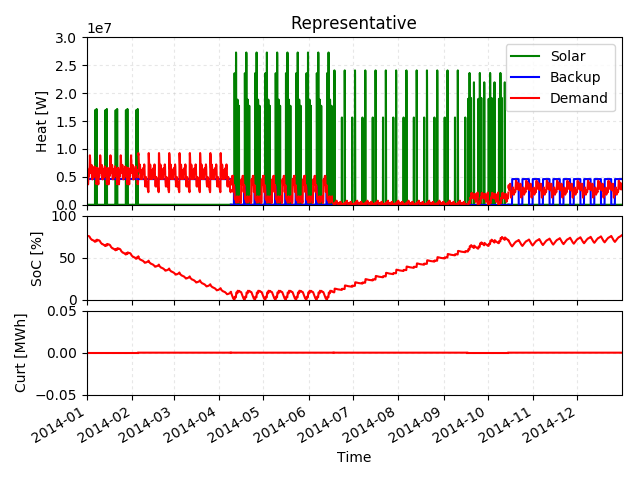 Representative
1e7
3.0
2.5
2.0
1.5
1.0
0.5
0.0
Heat [W]
Solar
Backup
Demand
100
50
0
SoC [%]
0.05
0.00
−0.05
Curt [MWh]
2014-01
2014-02
2014-03
2014-04
2014-05
2014-06
2014-07
2014-08
2014-09
2014-10
2014-11
2014-12
Time